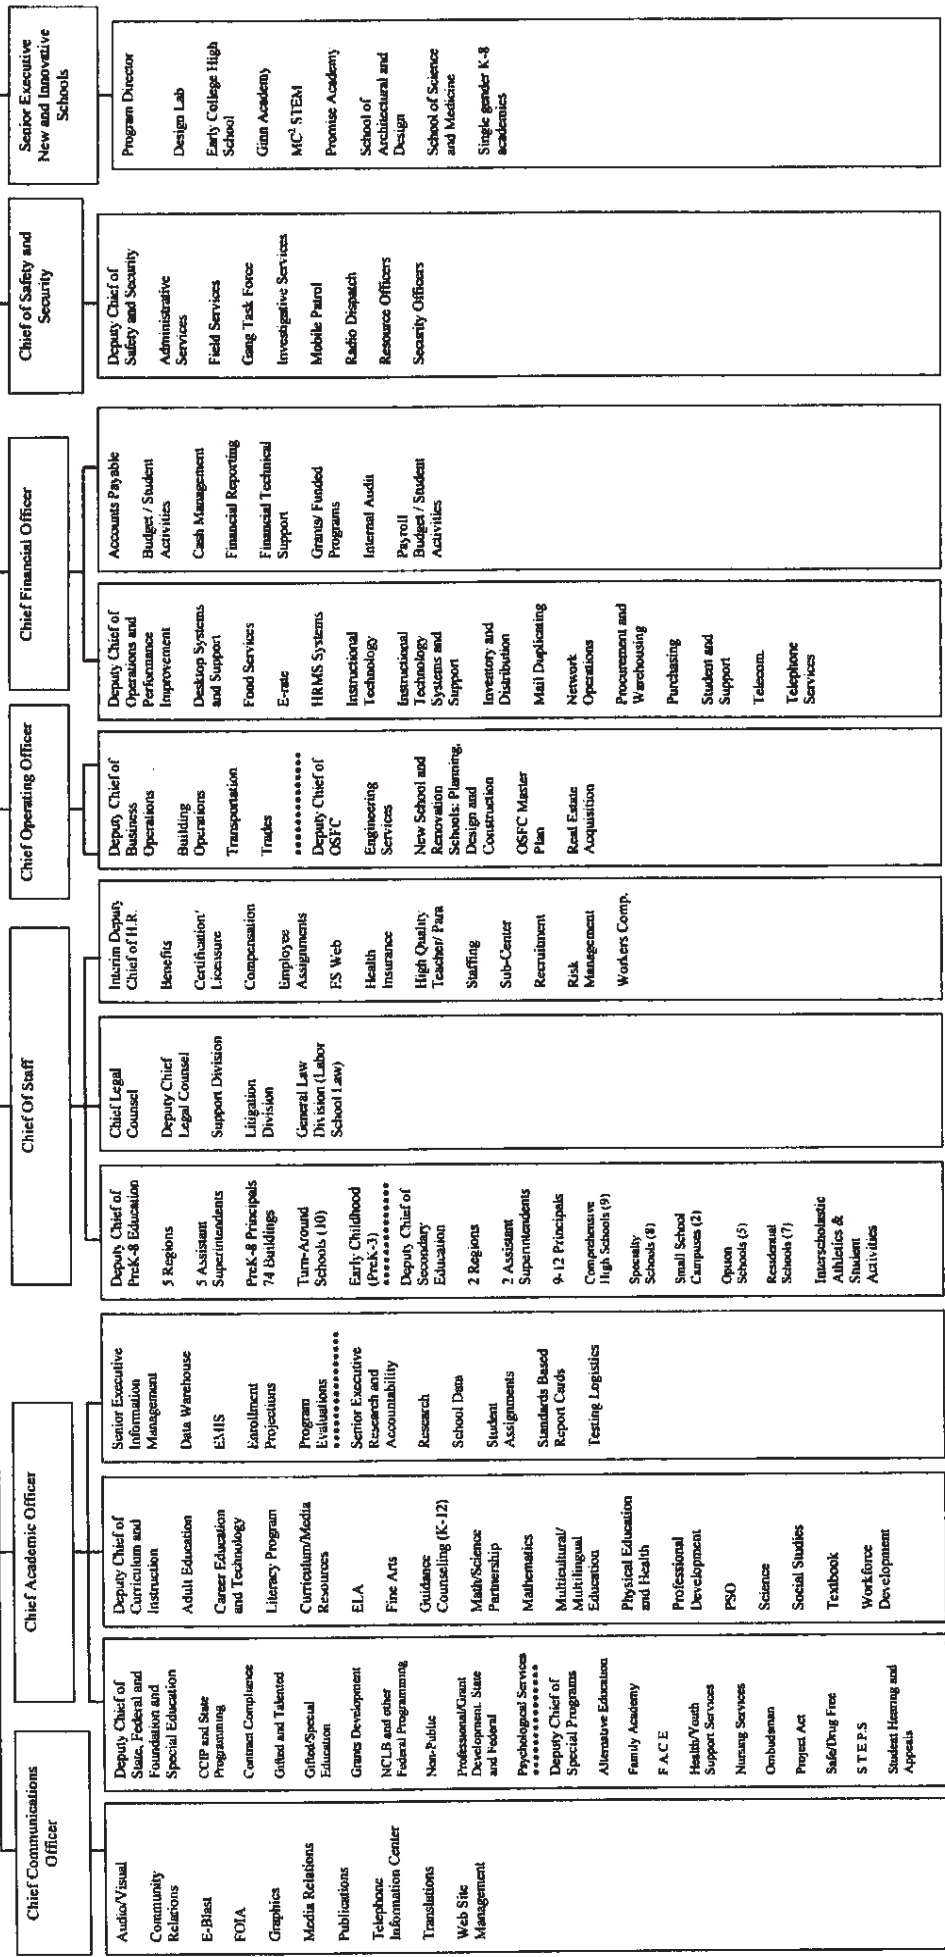 Chief Communications
Officer
Audio/Visual
Community
Relations
E-Blast
FOIA
Graphics
Media Relations
Publications
Telephone
Information Center
Translations
Web Site
Management
Chief Academic Officer
Deputy Chief of
State, Federal and
Foundation and
Special Education
CCIP and State
Programming
Contract Compliance
Gifted and Talented
Gifted/Special
Education
Grants Development
NCLB and other
Federal Programming
Non-Public
Professional/Grant
Development. State
and Federal
Psychological Services
Deputy Chief of
Special Programs
Alternative Education
Family Academy
F A C E
Health/Youth
Support Services
Nursing Services
Ombudsman
Project Act
Safe/Drug Free
S T E P S
Student Hearing and
Appeals
Deputy Chief of
Curriculum and
Instruction
Adult Education
Career Education
and Technology
Literacy Program
Curriculum/Media
Resources
ELA
Fine Arts
Guidance
Counseling (K-12)
Math/Science
Partnership
Mathematics
Multicultural/
Multilingual
Education
Physical Education
and Health
Professional
Development
PSO
Science
Social Studies
Textbook
Workforce
Development
Senior Executive
Information
Management
Data Warehouse
EMIS
Enrollment
Projections
Program
Evaluations
Senior Executive
Research and
Accountability
Research
School Data
Student
Assignments
Standards Based
Report Cards
Testing Logistics
Chief Of Staff
Deputy Chief of
PreK-8 Education
5 Regions
5 Assistant
Superintendents
PreK-8 Principals
74 Buildings
Turn-Around
Schools (10)
Early Childhood
(PreK-3)
Deputy Chief of
Secondary
Education
2 Regions
2 Assistant
Superintendents
9-12 Principals
Comprehensive
High Schools (9)
Specialty
Schools (8)
Small School
Campuses (2)
Option
Schools (5)
Residential
Schools (7)
Interscholastic
Athletics &
Student
Activities
Chief Legal
Counsel
Deputy Chief
Legal Counsel
Support Division
Litigation
Division
General Law
Division (Labor
School Law)
Interim Deputy
Chief of H.R.
Benefits
Certification/
Licensure
Compensation
Employee
Assignments
ES Web
Health
Insurance
High Quality
Teacher/ Para
Staffing
Sub-Center
Recruitment
Risk
Management
Workers Comp.
Chief Operating Officer
Deputy Chief of
Business
Operations
Building
Operations
Transportation
Trades
Deputy Chief of
OSFC
Engineering
Services
New School and
Renovation
Schools: Planning,
Design and
Construction
OSFC Master
Plan
Real Estate
Acquisition
Deputy Chief of
Operations and
Performance
Improvement
Desktop Systems
and Support
Food Services
E-rate
HRMS Systems
Instructional
Technology
Instructional
Technology
Systems and
Support
Inventory and
Distribution
Mail Duplicating
Network
Operations
Procurement and
Warehousing
Purchasing
Student and
Support
Telecom.
Telephone
Services
Chief Financial Officer
Accounts Payable
Budget / Student
Activities
Cash Management
Financial Reporting
Financial Technical
Support
Grants/ Funded
Programs
Internal Audit
Payroll
Budget / Student
Activities
Chief of Safety and
Security
Deputy Chief of
Safety and Security
Administrative
Services
Field Services
Gang Task Force
Investigative Services
Mobile Patrol
Radio Dispatch
Resource Officers
Security Officers
Senior Executive
New and Innovative
Schools
Program Director
Design Lab
Early College High
School
Ginn Academy
MC² STEM
Promise Academy
School of
Architectural and
Design
School of Science
and Medicine
Single gender K-8
academies